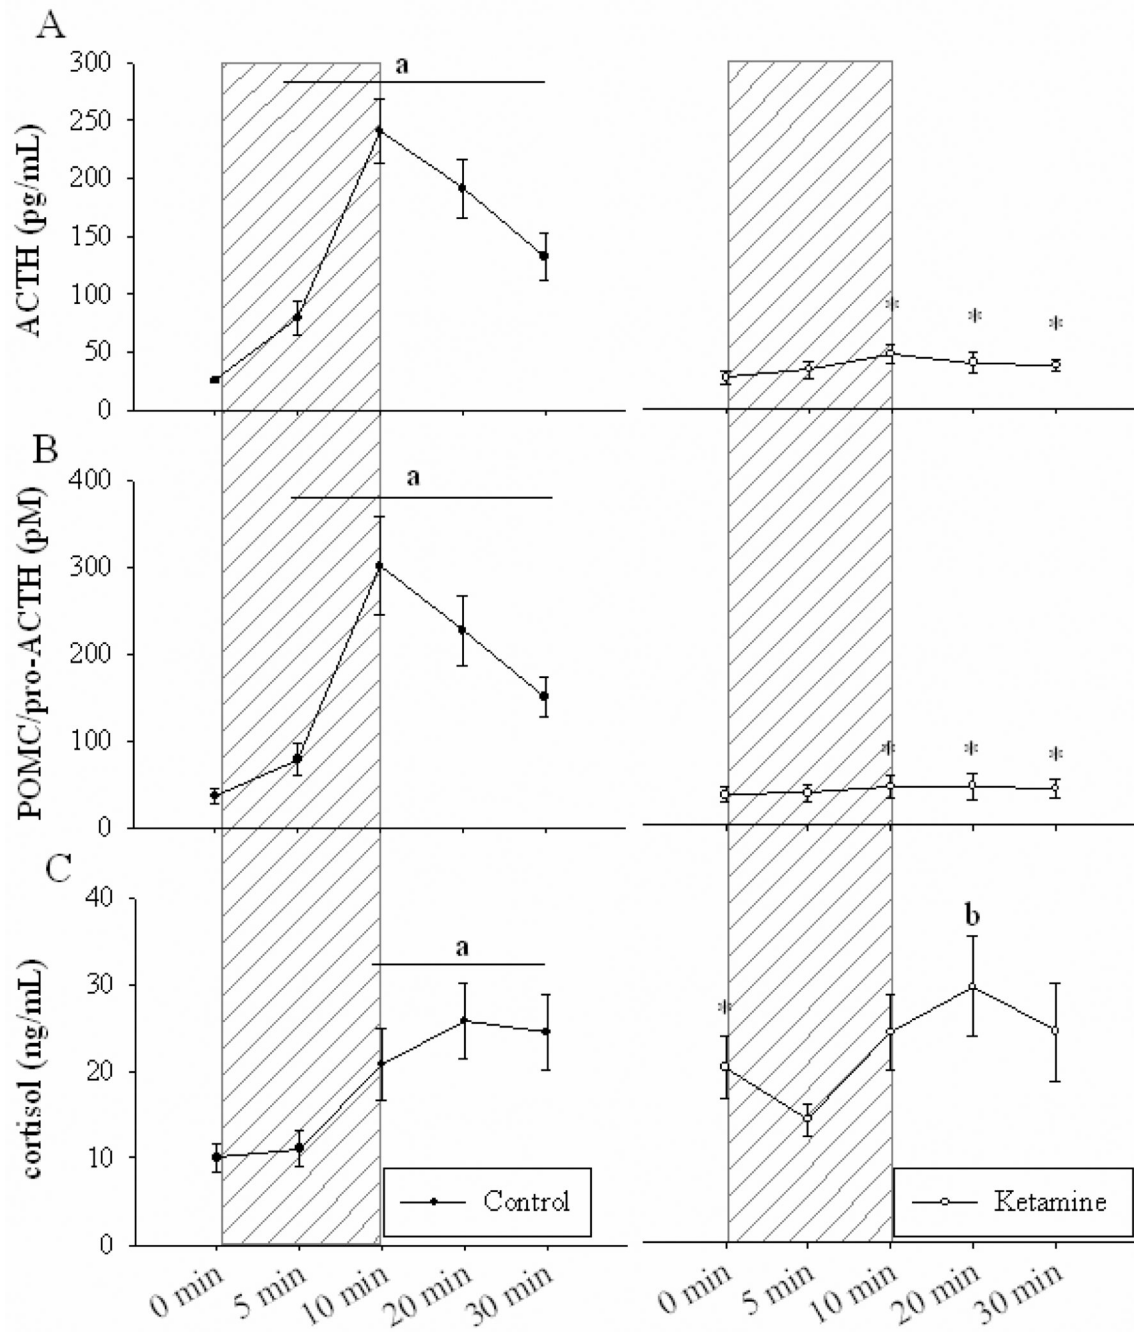 A
300
250
200
150
100
50
0
ACTH (pg/mL)
a
* * *
B
400
300
200
100
0
POMC/pro-ACTH (pM)
a
* * *
C
40
30
20
10
0
cortisol (ng/mL)
a
*
b
Control
Ketamine
0 min 5 min 10 min 20 min 30 min
0 min 5 min 10 min 20 min 30 min